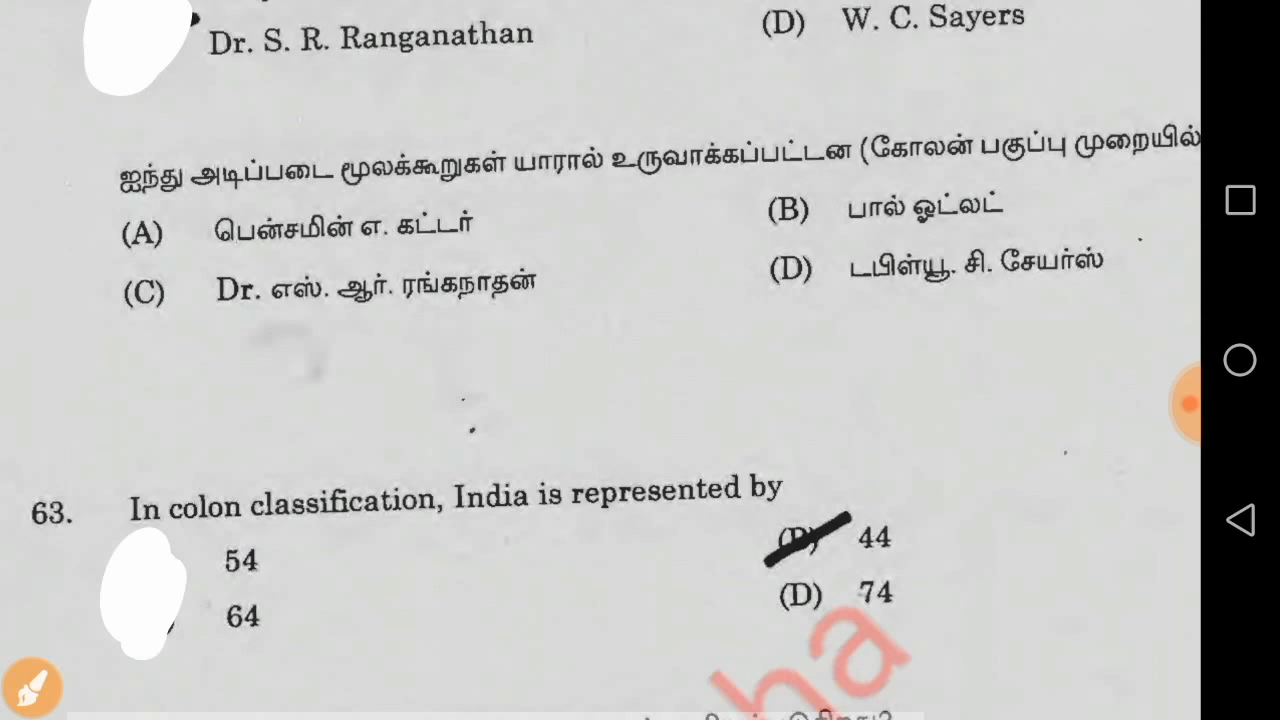 Dr. S. R. Ranganathan (D) W. C. Sayers
ஐந்து அடிப்படை மூலக்கூறுகள் யாரால் உருவாக்கப்பட்டன (கோலன் பகுப்பு முறையில்
(A) பென்சமின் எ. கட்டர் (B) பால் ஓட்லட்
(C) Dr. எஸ். ஆர். ரங்கநாதன் (D) டபிள்யூ. சி. சேயர்ஸ்
63. In colon classification, India is represented by
54 (B) 44
64 (D) 74
ha